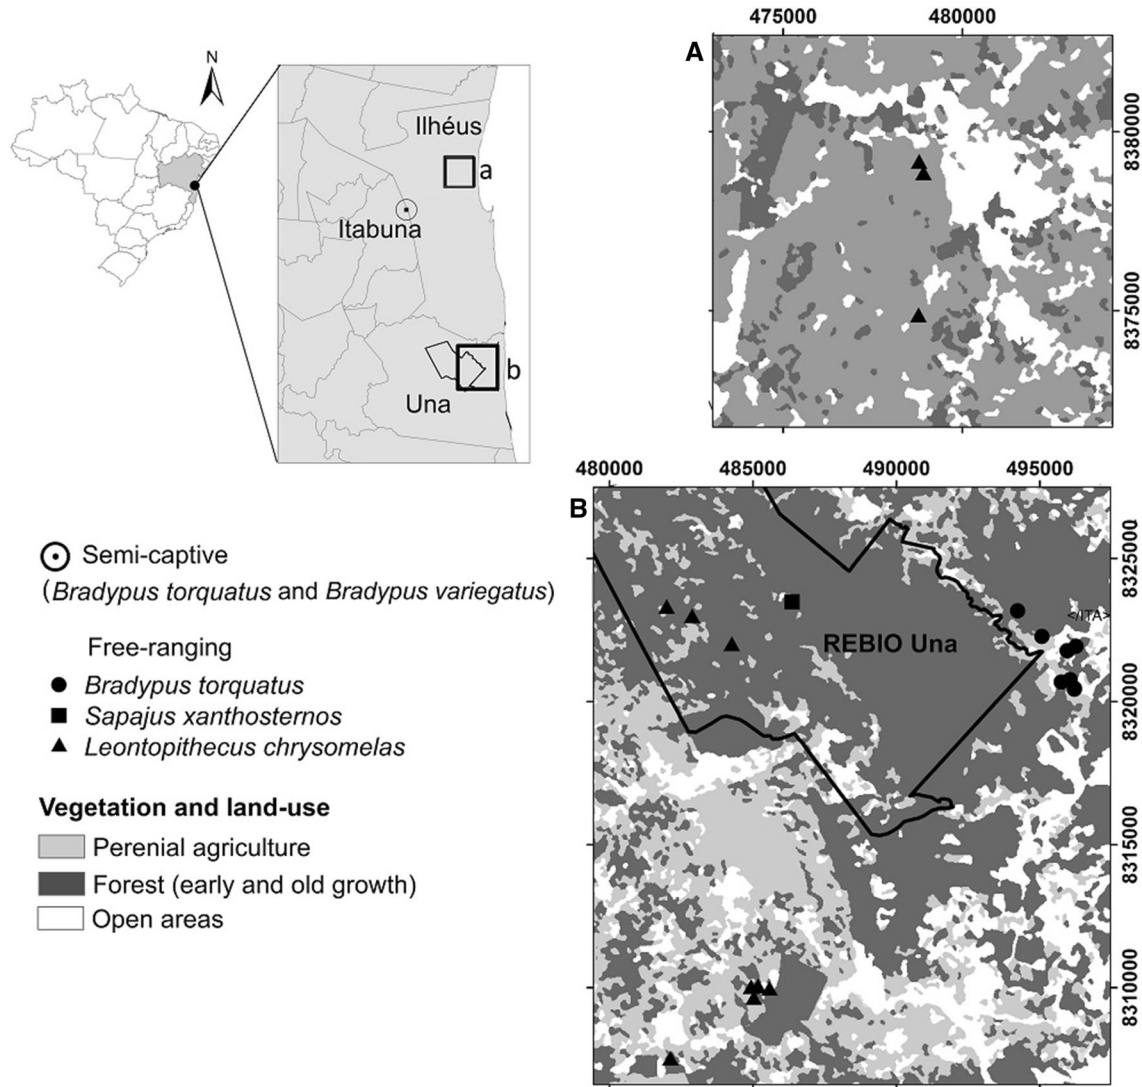 N
Ilhéus
a
Itabuna
b
Una
A
475000 480000
8380000
8375000
B
480000 485000 490000 495000
8325000
</ITA>
REBIO Una
8320000
8315000
8310000
Semi-captive
(Bradypus torquatus and Bradypus variegatus)
Free-ranging
Bradypus torquatus
Sapajus xanthosternos
Leontopithecus chrysomelas
Vegetation and land-use
Perenial agriculture
Forest (early and old growth)
Open areas